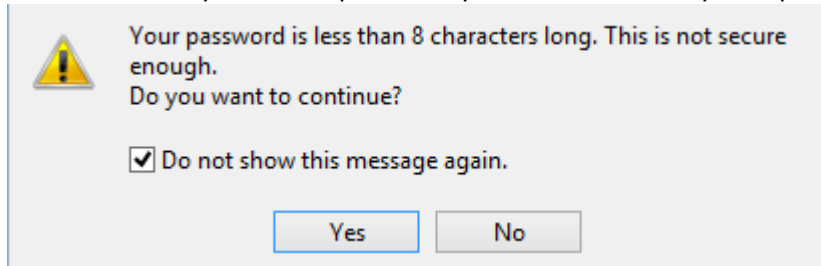 Your password is less than 8 characters long. This is not secure
enough.
Do you want to continue?
Do not show this message again.
Yes
No